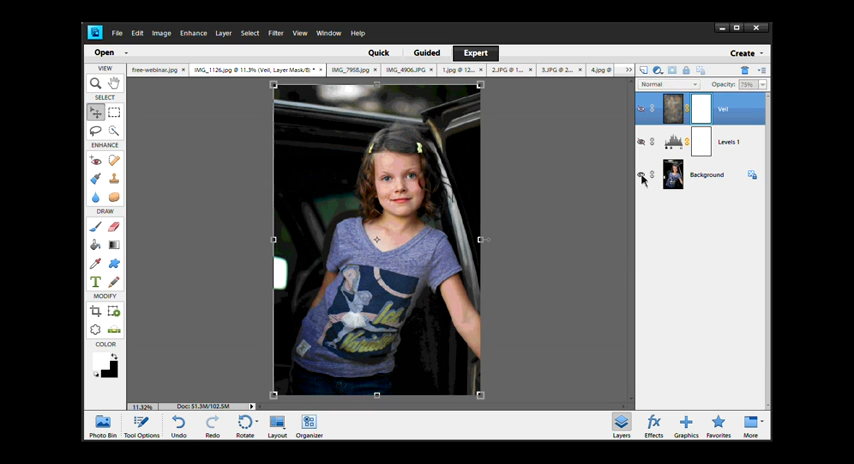 File Edit Image Enhance Layer Select Filter View Window Help
Open Quick Guided Expert Create
free-webinar.jpg × IMG_1126.jpg @ 11.3% (Veil, Layer Mask/8) * × IMG_7958.jpg × IMG_4906.JPG × 1.jpg @ 12... × 2.JPG @ 1... × 3.JPG @ 2... × 4.jpg @ »
VIEW
SELECT
ENHANCE
DRAW
MODIFY
COLOR
Normal Opacity: 75%
Veil
Levels 1
Background
11.32% Doc: 51.3M/102.5M
Photo Bin Tool Options Undo Redo Rotate Layout Organizer Layers Effects Graphics Favorites More